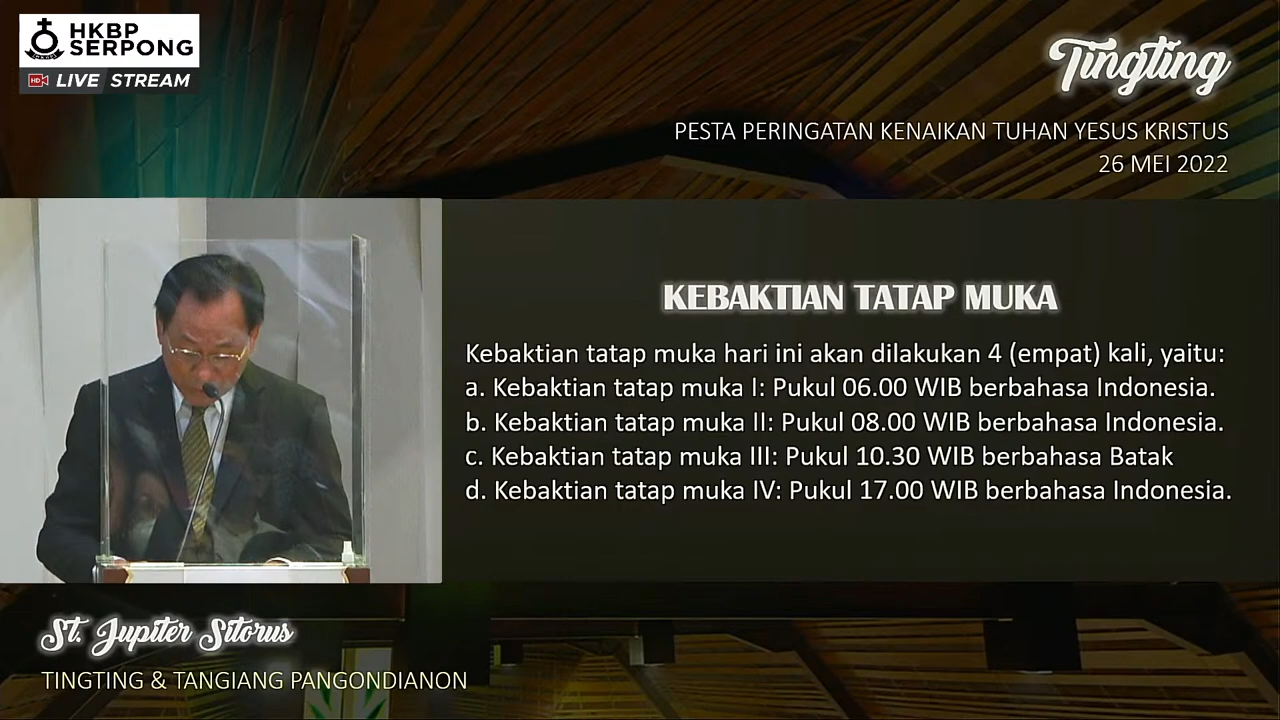 HKBP
SERPONG
HD LIVE STREAM
Tingting
PESTA PERINGATAN KENAIKAN TUHAN YESUS KRISTUS
26 MEI 2022
KEBAKTIAN TATAP MUKA
Kebaktian tatap muka hari ini akan dilakukan 4 (empat) kali, yaitu:
a. Kebaktian tatap muka I: Pukul 06.00 WIB berbahasa Indonesia.
b. Kebaktian tatap muka II: Pukul 08.00 WIB berbahasa Indonesia.
c. Kebaktian tatap muka III: Pukul 10.30 WIB berbahasa Batak
d. Kebaktian tatap muka IV: Pukul 17.00 WIB berbahasa Indonesia.
St. Jupiter Sitorus
TINGTING & TANGIANG PANGONDIANON